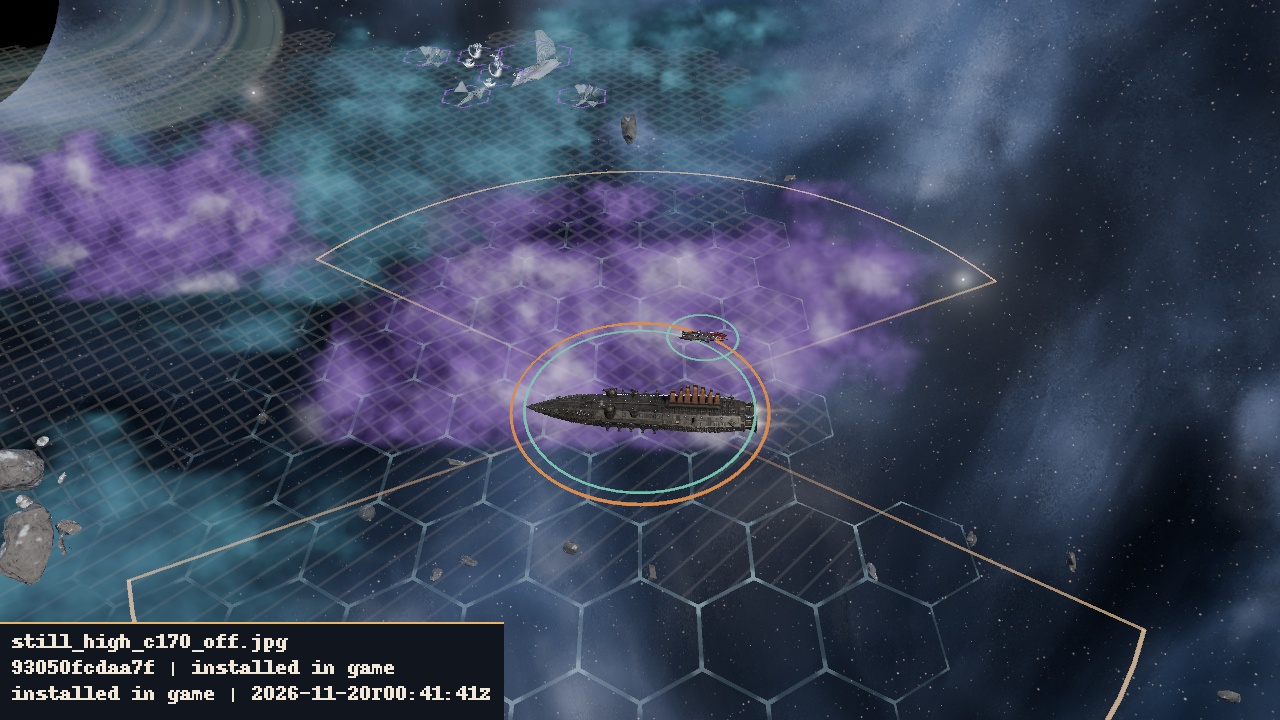 still_high_c170_off.jpg
93050fcdaa7f | installed in game
installed in game | 2026-11-20T00:41:41Z